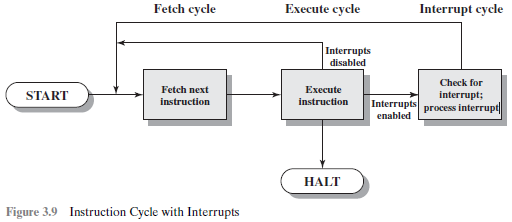 Fetch cycle
Execute cycle
Interrupt cycle
Interrupts
disabled
START
Fetch next
instruction
Execute
instruction
Interrupts
enabled
Check for
interrupt;
process interrupt
HALT
Figure 3.9 Instruction Cycle with Interrupts